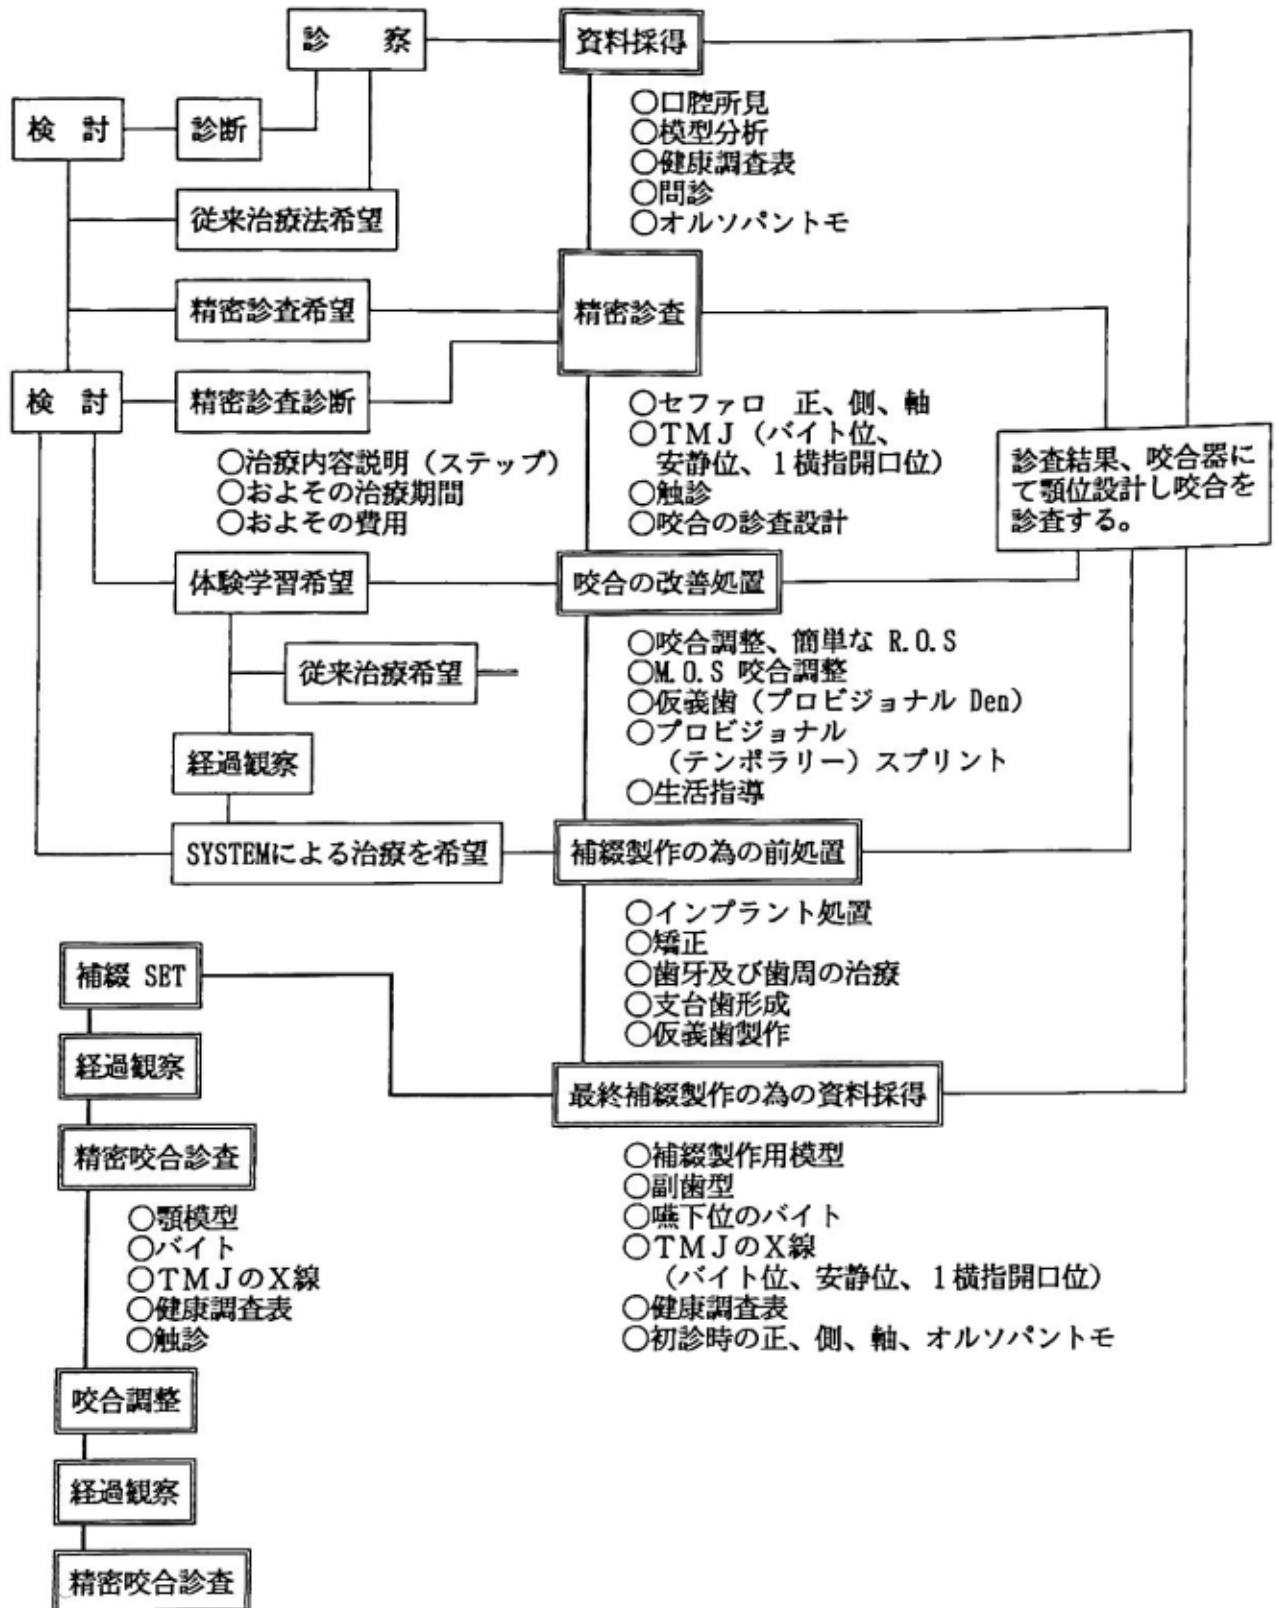 診 察
資料採得
○口腔所見
○模型分析
○健康調査表
○問診
○オルソパントモ
検 討
診断
従来治療法希望
精密診査希望
精密診査
検 討
精密診査診断
○治療内容説明（ステップ）
○およその治療期間
○およその費用
○セファロ 正、側、軸
○TMJ（バイト位、
安静位、1横指開口位）
○触診
○咬合の診査設計
診査結果、咬合器に
て顎位設計し咬合を
診査する。
体験学習希望
咬合の改善処置
従来治療希望
○咬合調整、簡単な R.O.S
○M.O.S 咬合調整
○仮義歯（プロビジョナル Den）
○プロビジョナル
（テンポラリー）スプリント
○生活指導
経過観察
SYSTEMによる治療を希望
補綴製作の為の前処置
○インプラント処置
○矯正
○歯牙及び歯周の治療
○支台歯形成
○仮義歯製作
補綴 SET
経過観察
最終補綴製作の為の資料採得
精密咬合診査
○顎模型
○バイト
○TMJのX線
○健康調査表
○触診
○補綴製作用模型
○副歯型
○嚥下位のバイト
○TMJのX線
（バイト位、安静位、1横指開口位）
○健康調査表
○初診時の正、側、軸、オルソパントモ
咬合調整
経過観察
精密咬合診査